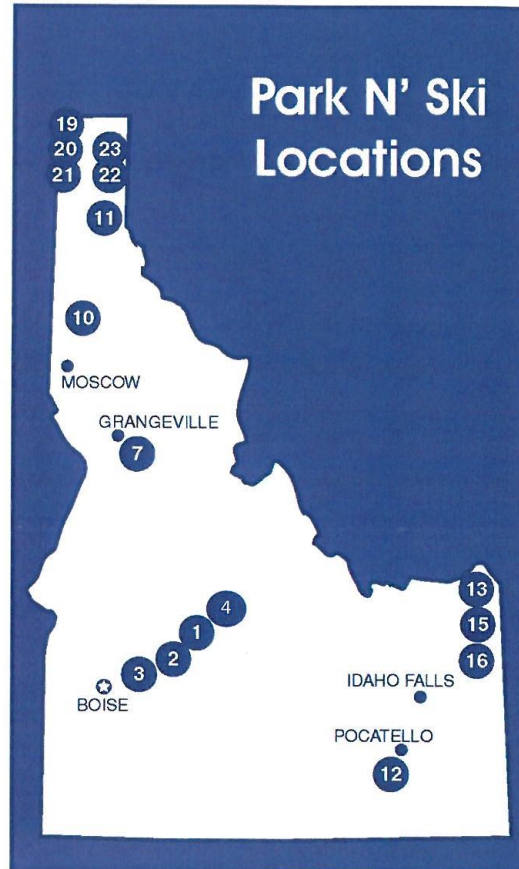 Park N' Ski
Locations
19
20 23
21 22
11
10
MOSCOW
GRANGEVILLE
7
4
1
2
3
BOISE
13
15
16
IDAHO FALLS
POCATELLO
12